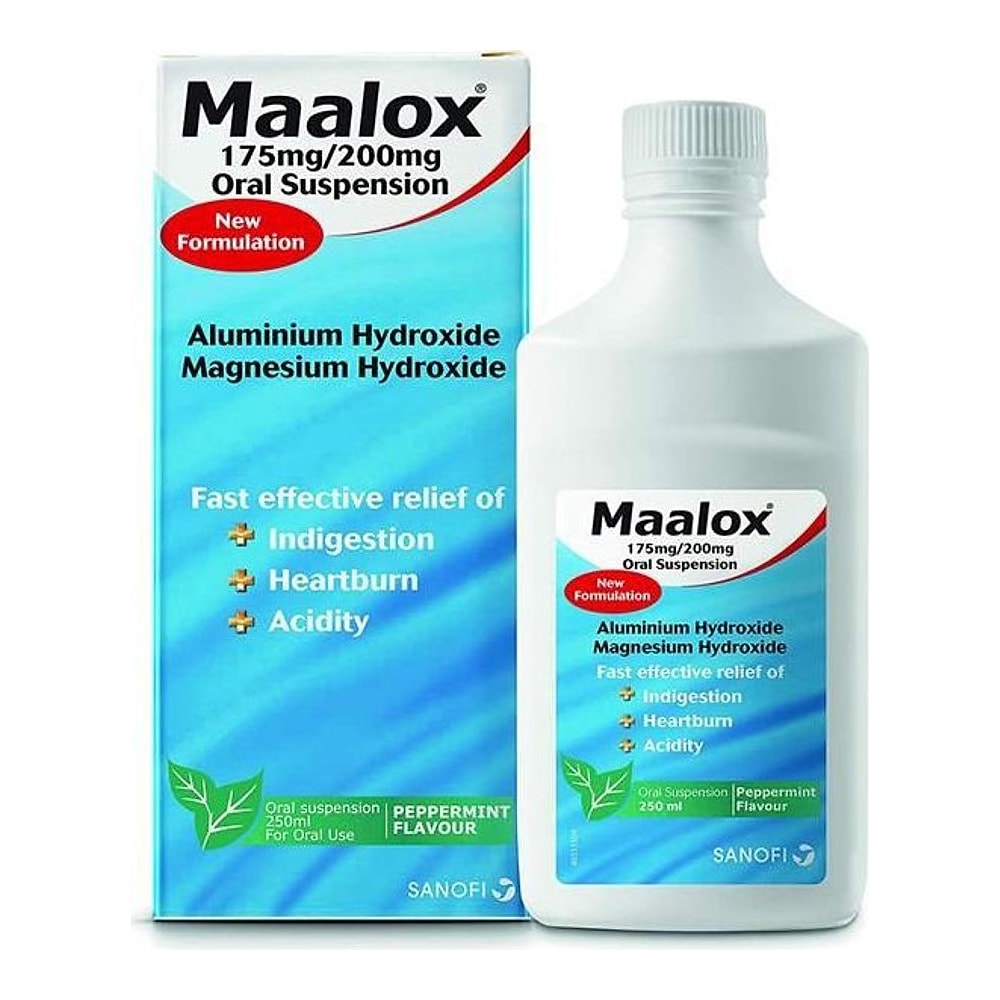 Maalox®
175mg/200mg
Oral Suspension
New
Formulation
Aluminium Hydroxide
Magnesium Hydroxide
Fast effective relief of
Indigestion
Heartburn
Acidity
Oral suspension
250ml
For Oral Use
PEPPERMINT
FLAVOUR
SANOFI
Maalox®
175mg/200mg
Oral Suspension
New
Formulation
Aluminium Hydroxide
Magnesium Hydroxide
Fast effective relief of
Indigestion
Heartburn
Acidity
Oral Suspension
250 ml
Peppermint
Flavour
SANOFI